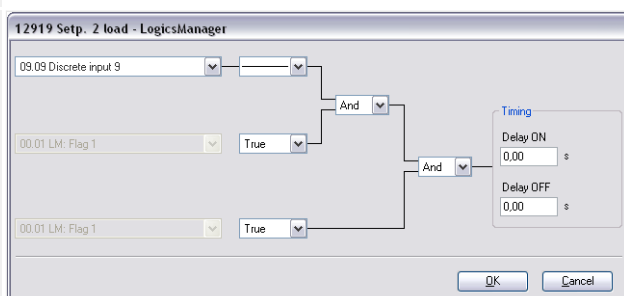 12919 Setp. 2 load - LogicsManager
09.09 Discrete input 9
And
Timing
00.01 LM: Flag 1 True
Delay ON
0,00 s
And
Delay OFF
0,00 s
00.01 LM: Flag 1 True
OK Cancel